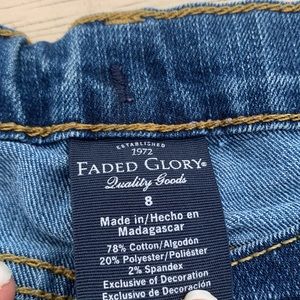 ESTABLISHED
1972
FADED GLORY®
Quality Goods
8
Made in/Hecho en
Madagascar
78% Cotton/Algodón
20% Polyester/Poliéster
2% Spandex
Exclusive of Decoration
Exclusivo de Decoración